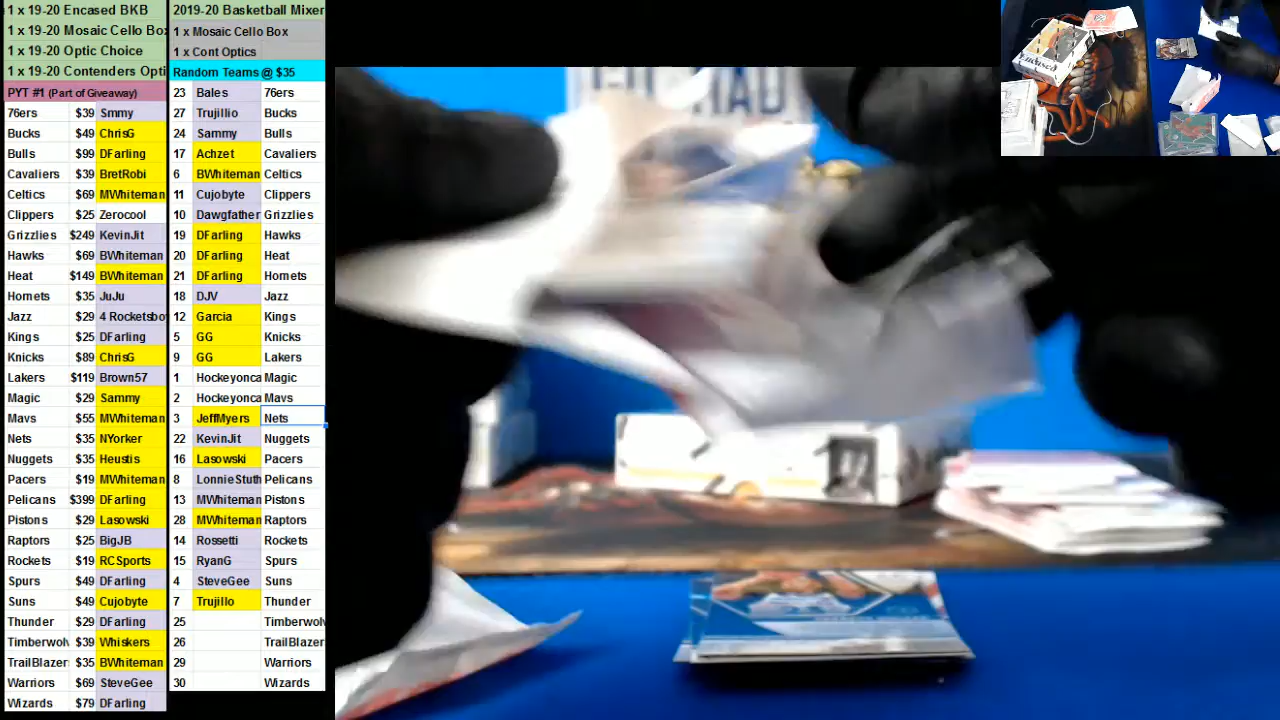 1 x 19-20 Encased BKB
1 x 19-20 Mosaic Cello Box
1 x 19-20 Optic Choice
1 x 19-20 Contenders Opti
PYT #1 (Part of Giveaway)
76ers $39 Smmy
Bucks $49 ChrisG
Bulls $99 DFarling
Cavaliers $39 BretRobi
Celtics $69 MWhiteman
Clippers $25 Zerocool
Grizzlies $249 KevinJit
Hawks $69 BWhiteman
Heat $149 BWhiteman
Hornets $35 JuJu
Jazz $29 4 Rocketsbo
Kings $25 DFarling
Knicks $89 ChrisG
Lakers $119 Brown57
Magic $29 Sammy
Mavs $55 MWhiteman
Nets $35 NYorker
Nuggets $35 Heustis
Pacers $19 MWhiteman
Pelicans $399 DFarling
Pistons $29 Lasowski
Raptors $25 BigJB
Rockets $19 RCSports
Spurs $49 DFarling
Suns $49 Cujobyte
Thunder $29 DFarling
Timberwolv $39 Whiskers
TrailBlazer $35 BWhiteman
Warriors $69 SteveGee
Wizards $79 DFarling
2019-20 Basketball Mixer
1 x Mosaic Cello Box
1 x Cont Optics
Random Teams @ $35
23 Bales 76ers
27 Trujillio Bucks
24 Sammy Bulls
17 Achzet Cavaliers
6 BWhiteman Celtics
11 Cujobyte Clippers
10 Dawgfather Grizzlies
19 DFarling Hawks
20 DFarling Heat
21 DFarling Hornets
18 DJV Jazz
12 Garcia Kings
5 GG Knicks
9 GG Lakers
1 Hockeyonca Magic
2 Hockeyonca Mavs
3 JeffMyers Nets
22 KevinJit Nuggets
16 Lasowski Pacers
8 LonnieStuth Pelicans
13 MWhiteman Pistons
28 MWhiteman Raptors
14 Rossetti Rockets
15 RyanG Spurs
4 SteveGee Suns
7 Trujillo Thunder
25 Timberwolv
26 TrailBlazer
29 Warriors
30 Wizards